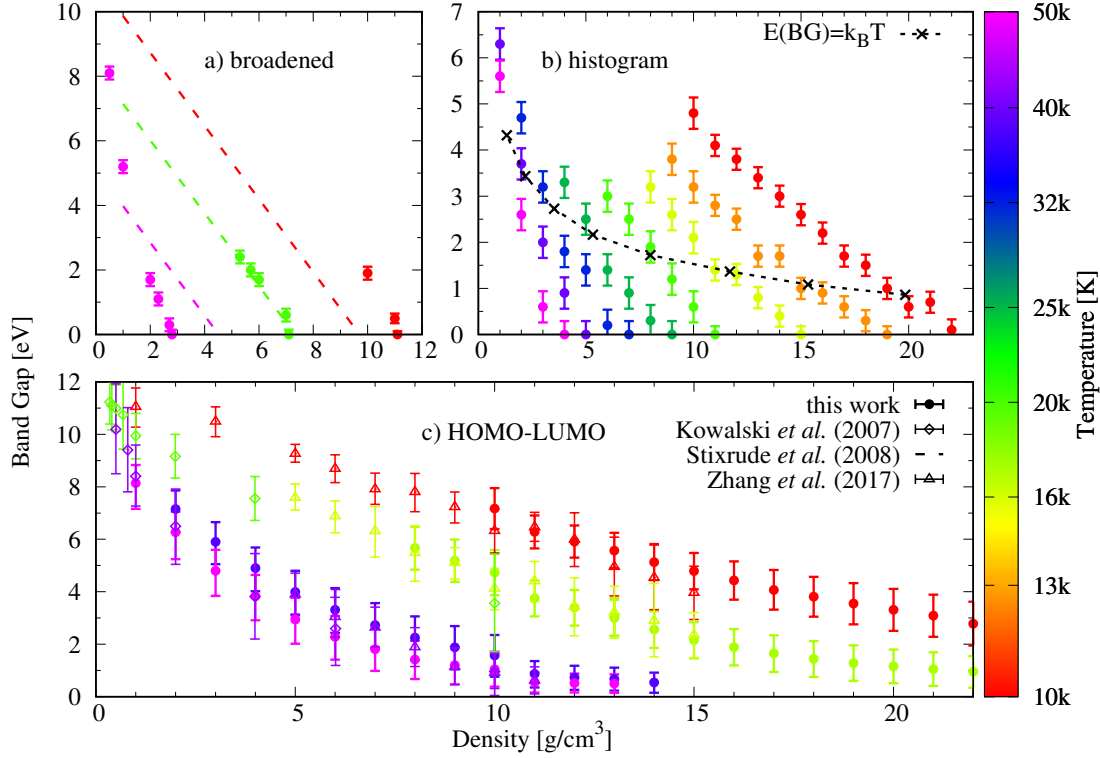 a) broadened
10
8
6
4
2
0
0 2 4 6 8 10 12
b) histogram
E(BG)=k_BT
7
6
5
4
3
2
1
0
0 5 10 15 20
Band Gap [eV]
c) HOMO-LUMO
this work
Kowalski et al. (2007)
Stixrude et al. (2008)
Zhang et al. (2017)
12
10
8
6
4
2
0
0 5 10 15 20
Density [g/cm³]
50k
40k
32k
25k
20k
16k
13k
10k
Temperature [K]